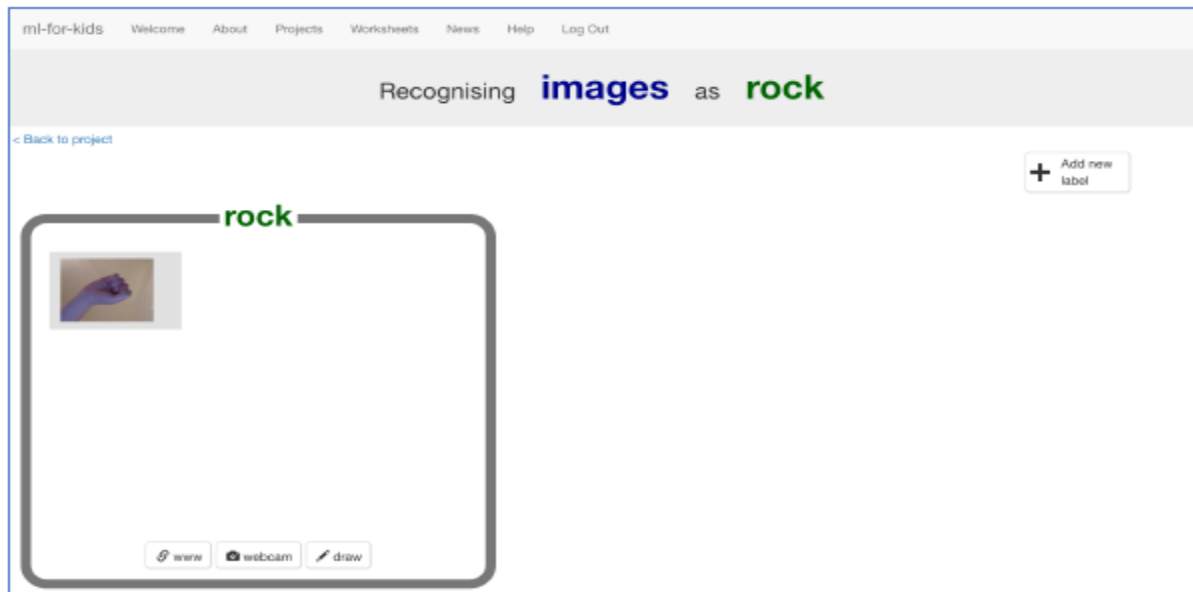 ml-for-kids Welcome About Projects Worksheets News Help Log Out
Recognising images as rock
< Back to project
Add new
label
rock
www webcam draw